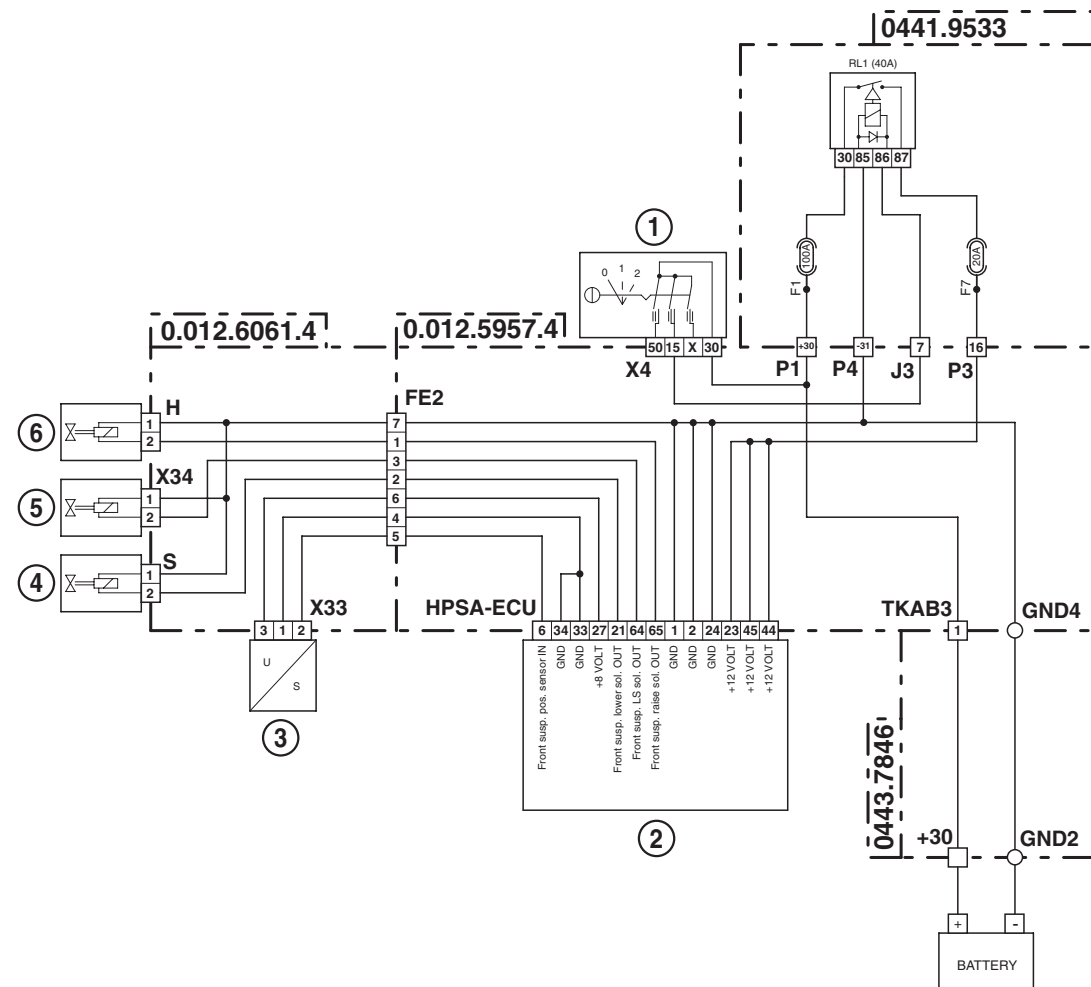 0441.9533
RL1 (40A)
30 85 86 87
1
100A
20A
0 1 2
F1
F7
0.012.6061.4
0.012.5957.4
50 15 X 30
+30
-31
7
16
X4
P1
P4
J3
P3
H
FE2
6
1
2
7
1
3
2
6
4
5
X34
5
1
2
S
4
1
2
X33
HPSA-ECU
TKAB3
GND4
3 1 2
6 34 33 27 21 64 65 1 2 24 23 45 44
1
U
S
Front susp. pos. sensor IN
GND
GND
+8 VOLT
Front susp. lower sol. OUT
Front susp. LS sol. OUT
Front susp. raise sol. OUT
GND
GND
GND
+12 VOLT
+12 VOLT
+12 VOLT
3
2
0443.7846
+30
GND2
+
-
BATTERY